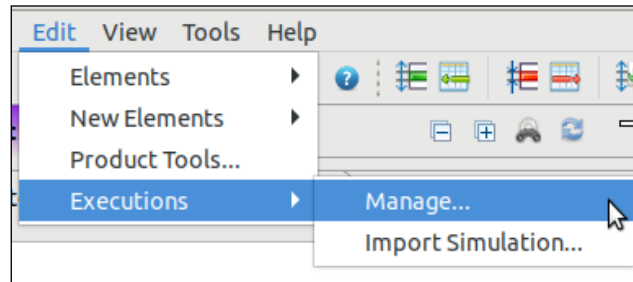 Edit View Tools Help
Elements
New Elements
Product Tools...
Executions
Manage...
Import Simulation...